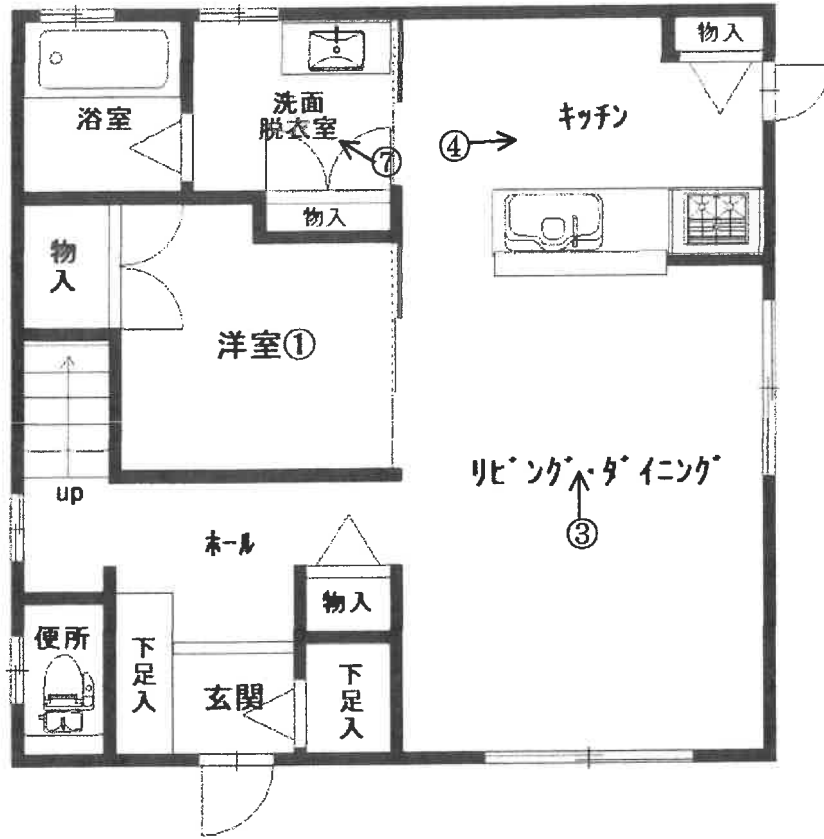 物入
浴室
洗面
脱衣室
キッチン
④
⑦
物入
物
入
洋室①
リビング・ダイニング
up
③
ホール
物入
便所
下
足
入
玄関
下
足
入